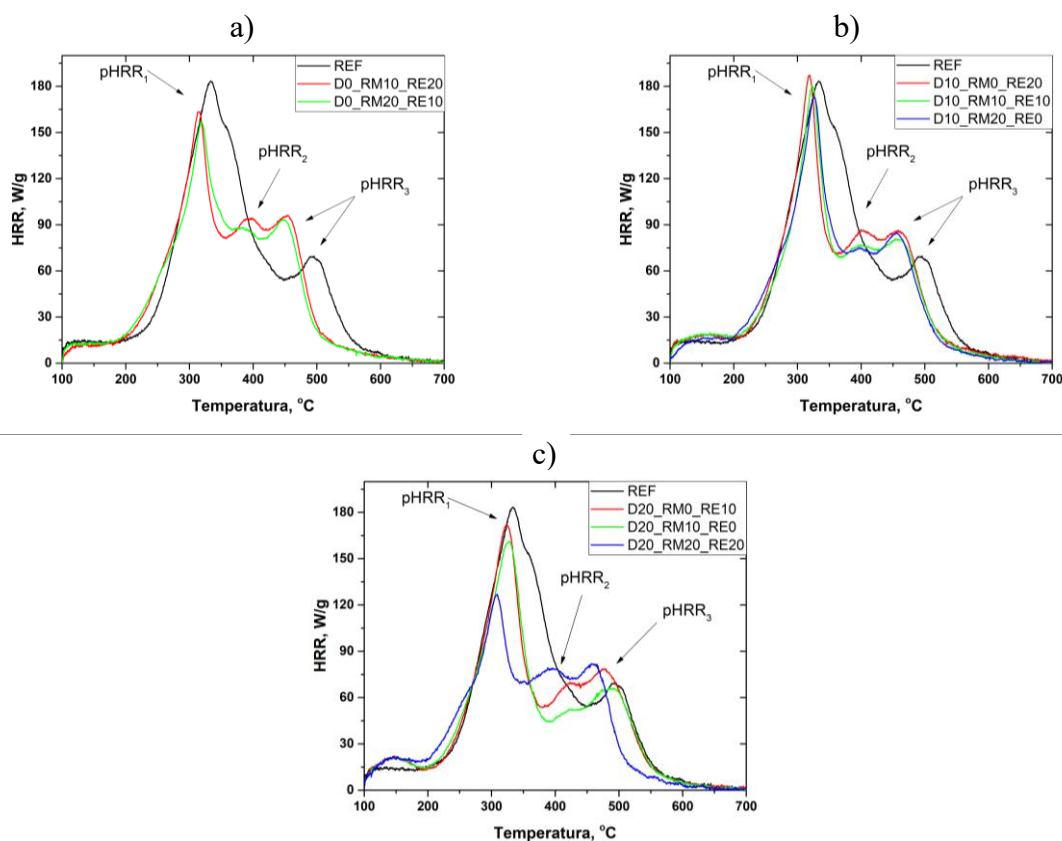 a)
pHRR₁
REF
D0_RM10_RE20
D0_RM20_RE10
pHRR₂
pHRR₃
HRR, W/g
180
150
120
90
60
30
0
100 200 300 400 500 600 700
Temperatura, °C
b)
pHRR₁
REF
D10_RM0_RE20
D10_RM10_RE10
D10_RM20_RE0
pHRR₂
pHRR₃
HRR, W/g
180
150
120
90
60
30
0
100 200 300 400 500 600 700
Temperatura, °C
c)
pHRR₁
REF
D20_RM0_RE10
D20_RM10_RE0
D20_RM20_RE20
pHRR₂
pHRR₃
HRR, W/g
180
150
120
90
60
30
0
100 200 300 400 500 600 700
Temperatura, °C